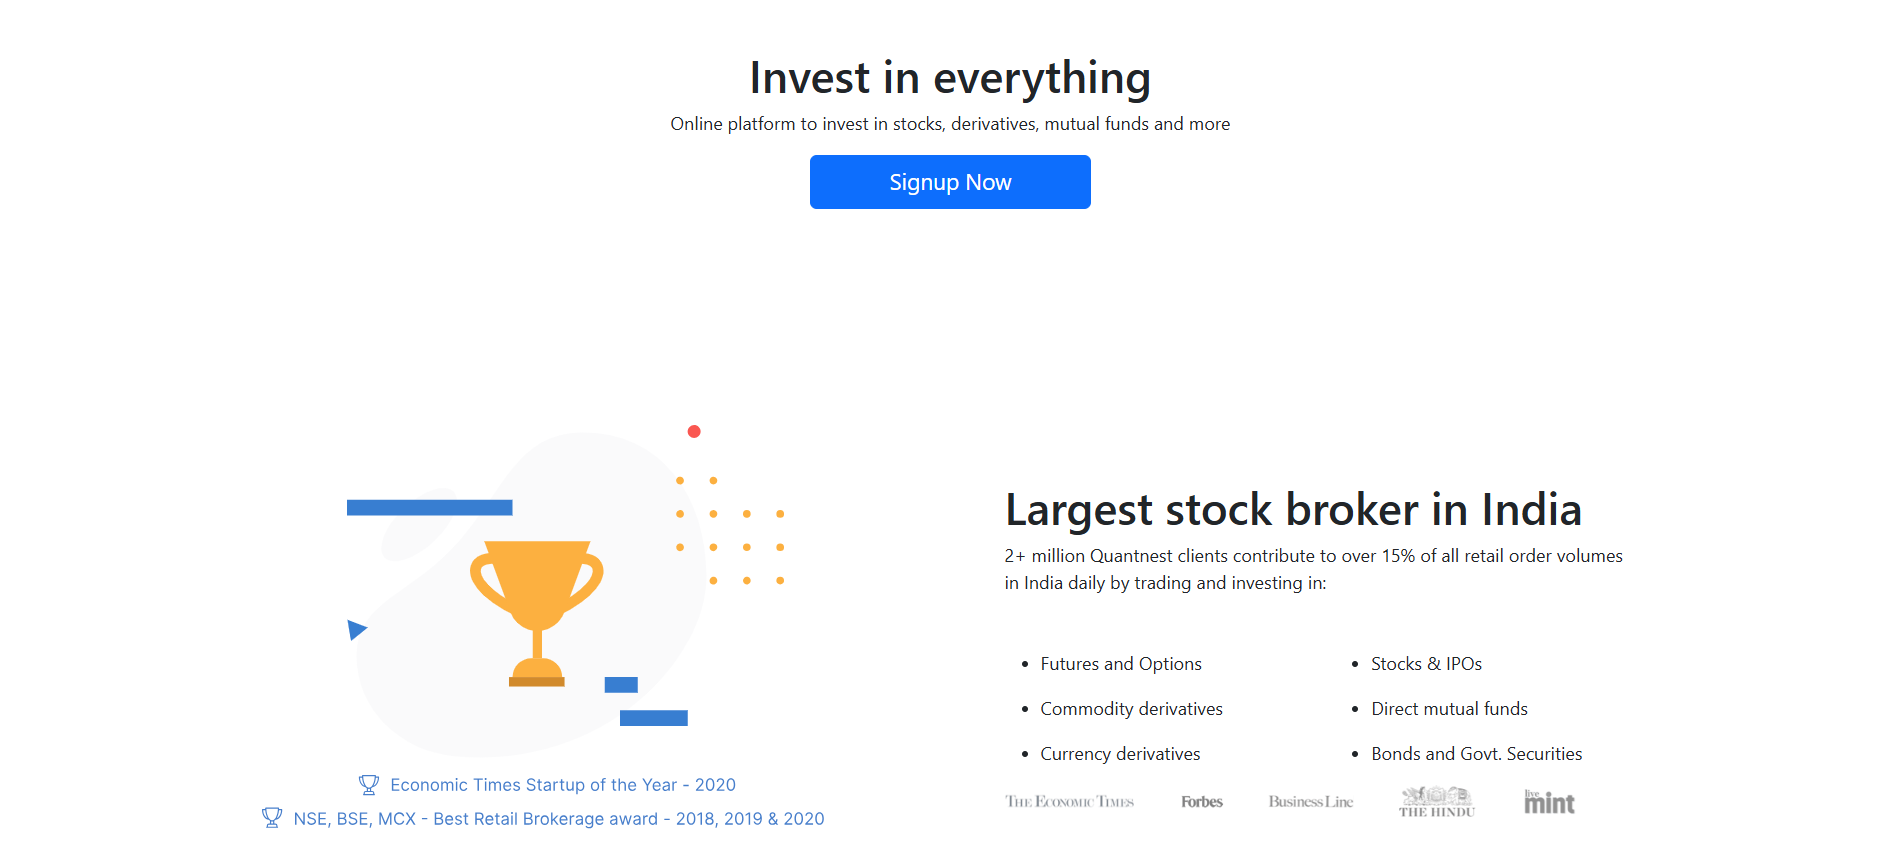 Invest in everything
Online platform to invest in stocks, derivatives, mutual funds and more
Signup Now
Economic Times Startup of the Year - 2020
NSE, BSE, MCX - Best Retail Brokerage award - 2018, 2019 & 2020
Largest stock broker in India
2+ million Quantnest clients contribute to over 15% of all retail order volumes
in India daily by trading and investing in:
Futures and Options
Commodity derivatives
Currency derivatives
Stocks & IPOs
Direct mutual funds
Bonds and Govt. Securities
THE ECONOMIC TIMES
Forbes
BusinessLine
THE HINDU
live
mint